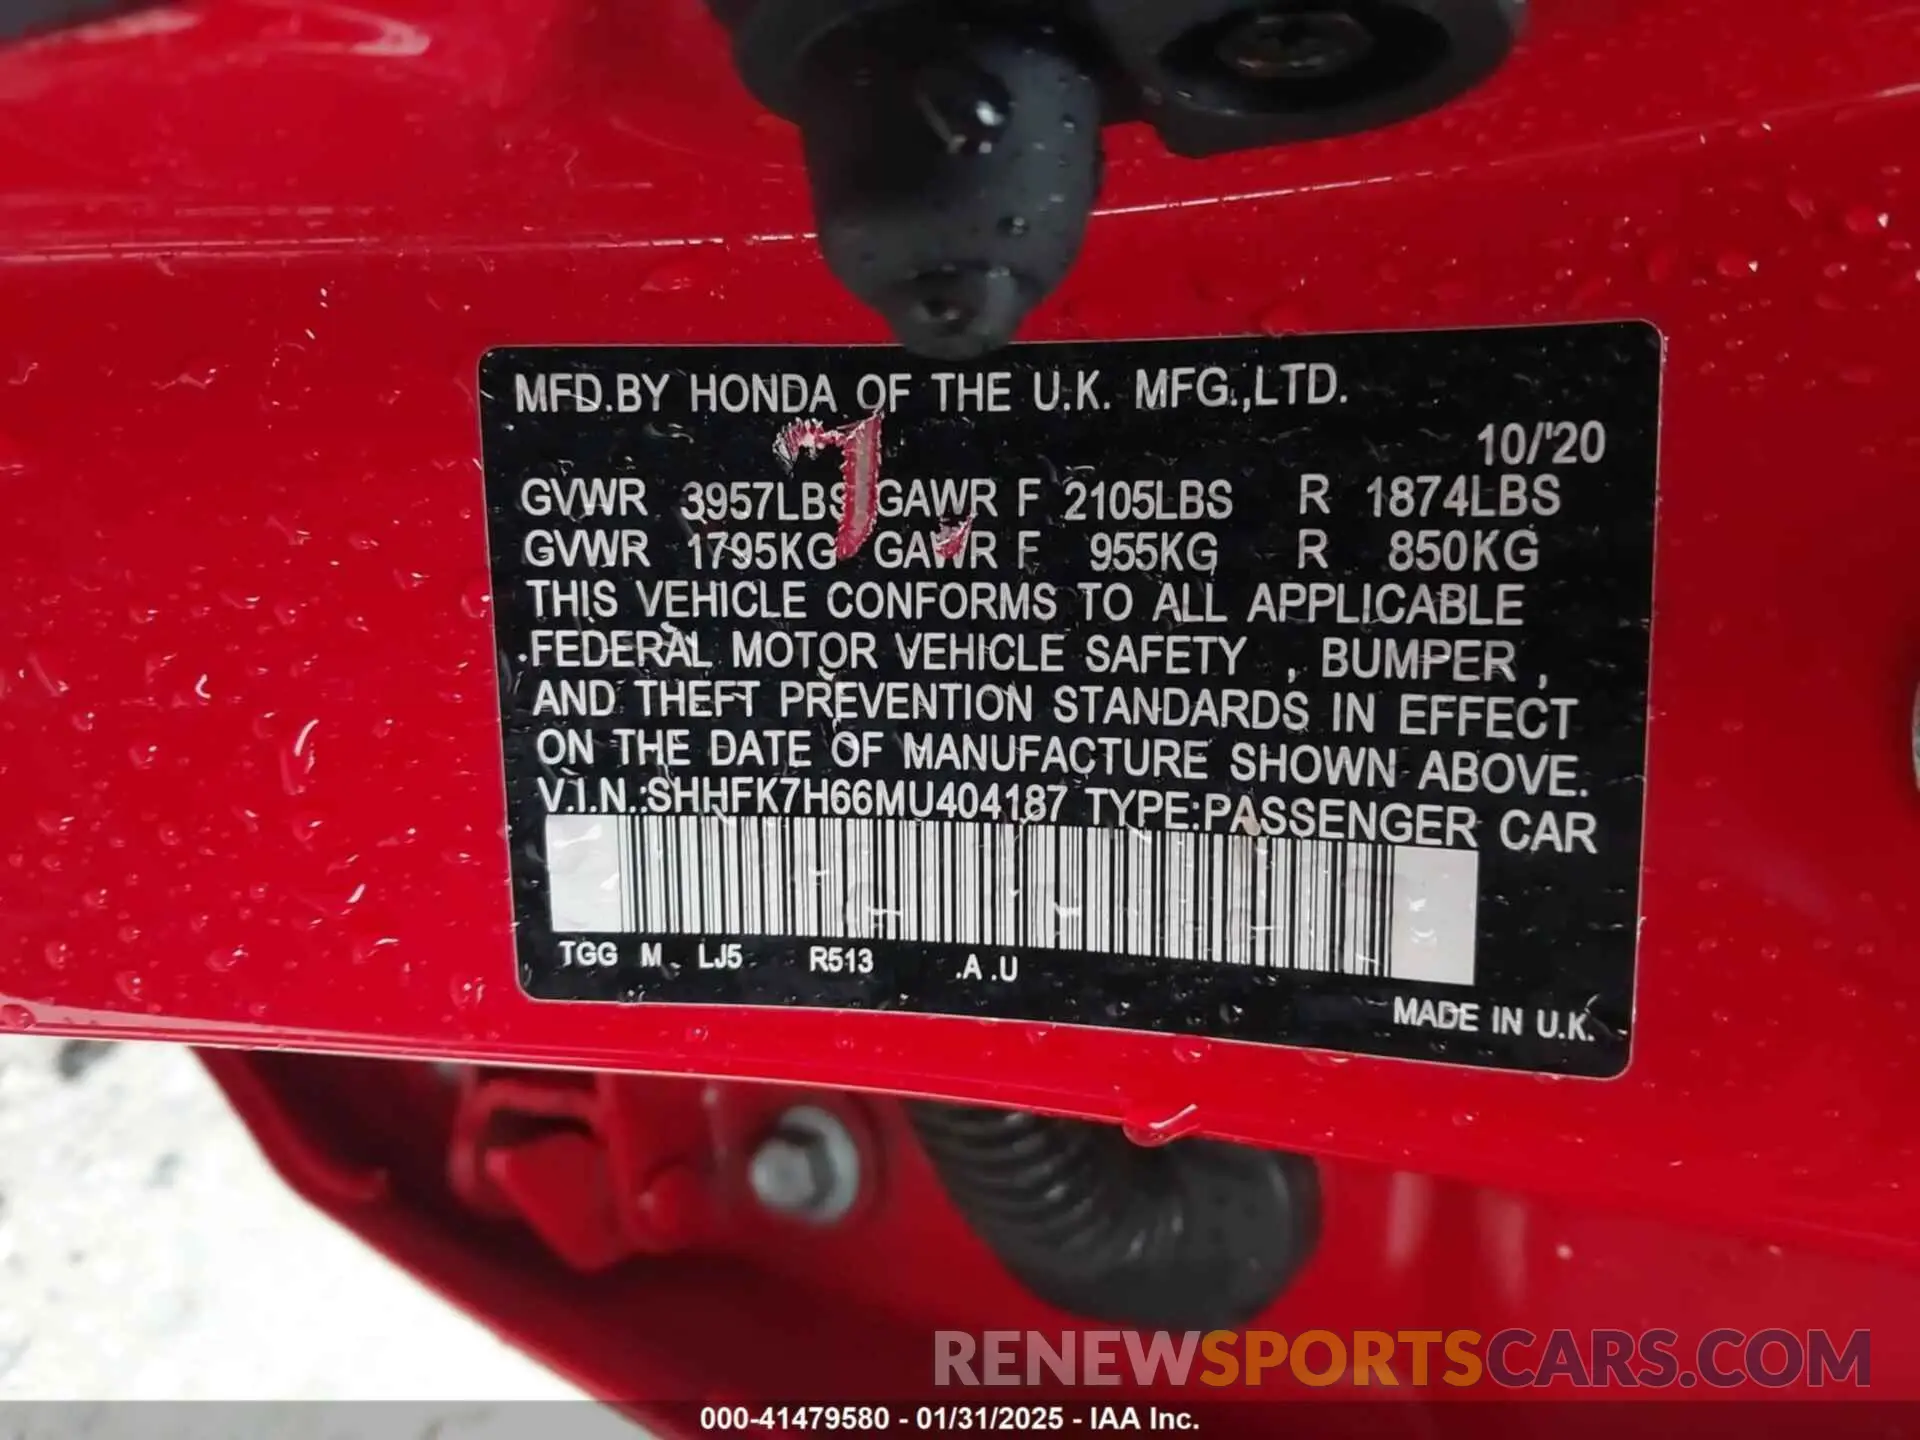 MFD.BY HONDA OF THE U.K. MFG.,LTD.
10/'20
GVWR 3957LBS GAWR F 2105LBS R 1874LBS
GVWR 1795KG GAWR F 955KG R 850KG
THIS VEHICLE CONFORMS TO ALL APPLICABLE
FEDERAL MOTOR VEHICLE SAFETY , BUMPER ,
AND THEFT PREVENTION STANDARDS IN EFFECT
ON THE DATE OF MANUFACTURE SHOWN ABOVE.
V.I.N.:SHHFK7H66MU404187 TYPE:PASSENGER CAR
TGG M LJ5 R513 .A .U
MADE IN U.K.
RENEWSPORTSCARS.COM
000-41479580 - 01/31/2025 - IAA Inc.